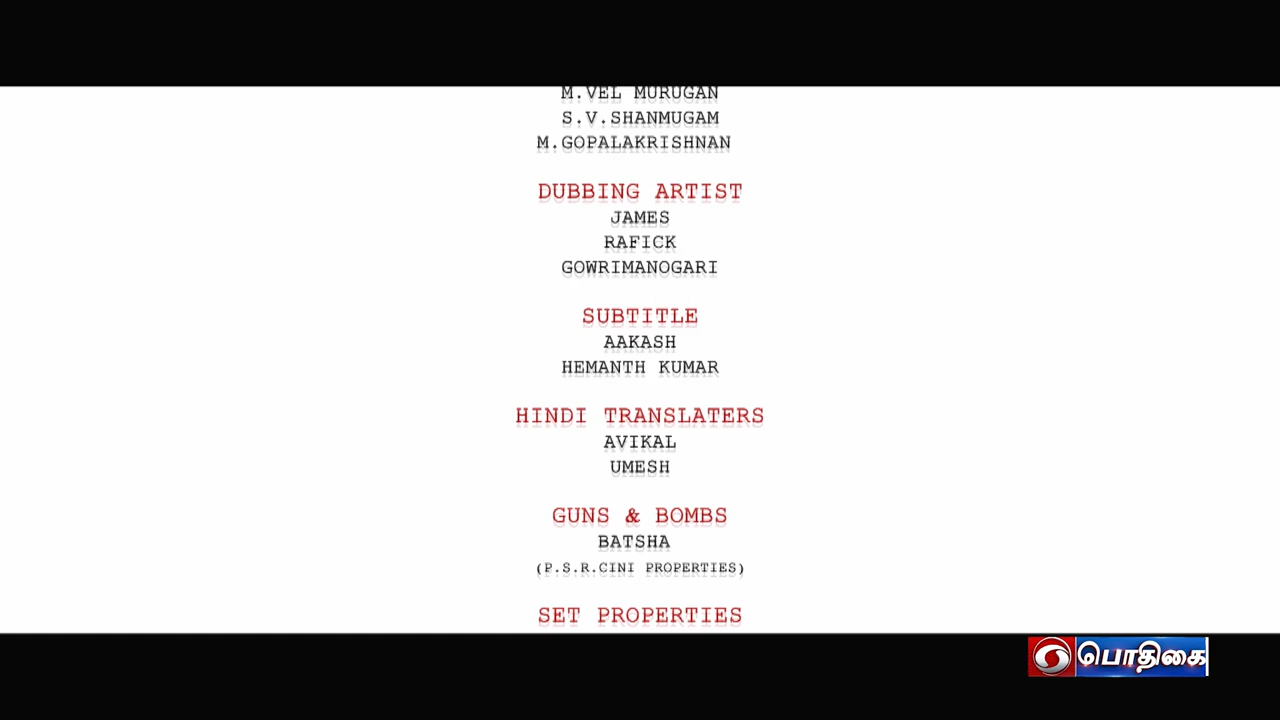 M.VEL MURUGAN
S.V.SHANMUGAM
M.GOPALAKRISHNAN
DUBBING ARTIST
JAMES
RAFICK
GOWRIMANOGARI
SUBTITLE
AAKASH
HEMANTH KUMAR
HINDI TRANSLATERS
AVIKAL
UMESH
GUNS & BOMBS
BATSHA
(P.S.R.CINI PROPERTIES)
SET PROPERTIES
பொதிகை